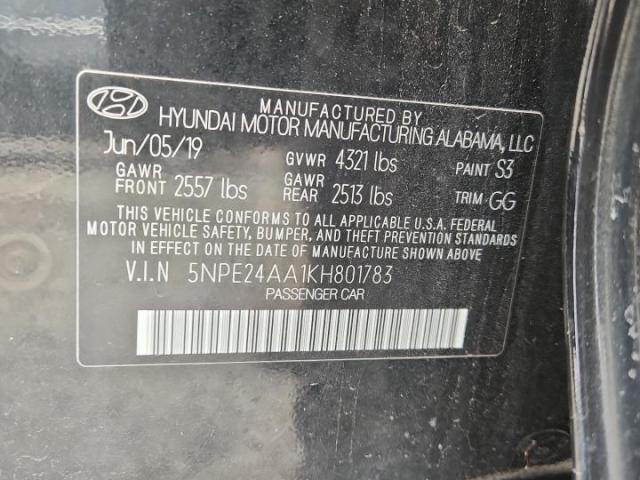 MANUFACTURED BY
HYUNDAI MOTOR MANUFACTURING ALABAMA, LLC
Jun/05/19 GVWR 4321 lbs PAINT S3
GAWR FRONT 2557 lbs GAWR REAR 2513 lbs TRIM GG
THIS VEHICLE CONFORMS TO ALL APPLICABLE U.S.A. FEDERAL
MOTOR VEHICLE SAFETY, BUMPER, AND THEFT PREVENTION STANDARDS
IN EFFECT ON THE DATE OF MANUFACTURE SHOWN ABOVE.
V.I.N 5NPE24AA1KH801783
PASSENGER CAR